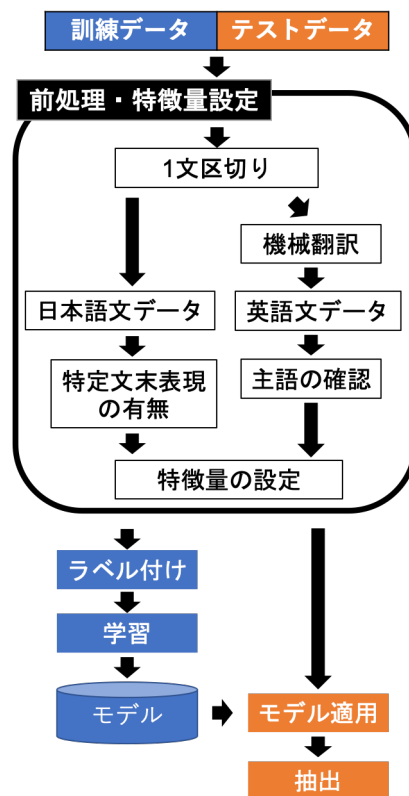 訓練データ
テストデータ
前処理・特徴量設定
1文区切り
機械翻訳
日本語文データ
英語文データ
特定文末表現
の有無
主語の確認
特徴量の設定
ラベル付け
学習
モデル
モデル適用
抽出